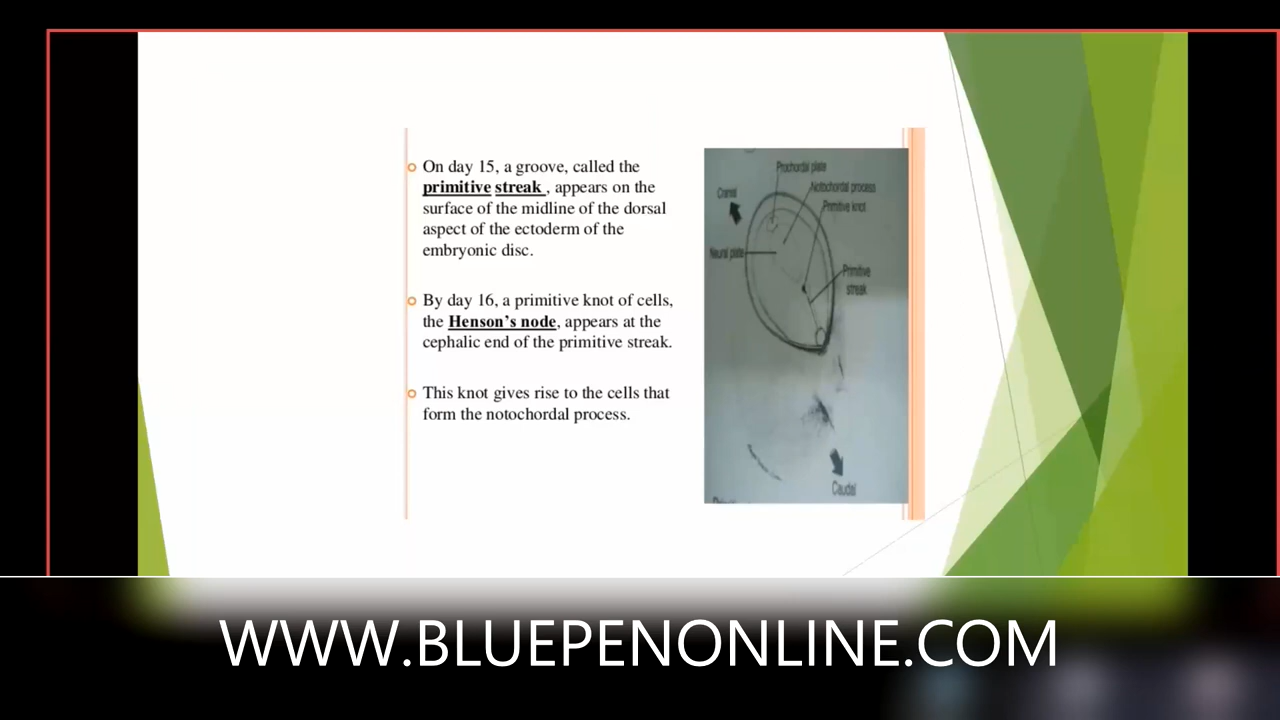 On day 15, a groove, called the
primitive streak , appears on the
surface of the midline of the dorsal
aspect of the ectoderm of the
embryonic disc.
By day 16, a primitive knot of cells,
the Henson’s node, appears at the
cephalic end of the primitive streak.
This knot gives rise to the cells that
form the notochordal process.
Prochordal plate
Cranial
Notochordal process
Primitive knot
Neural plate
Primitive
streak
Caudal
WWW.BLUEPENONLINE.COM